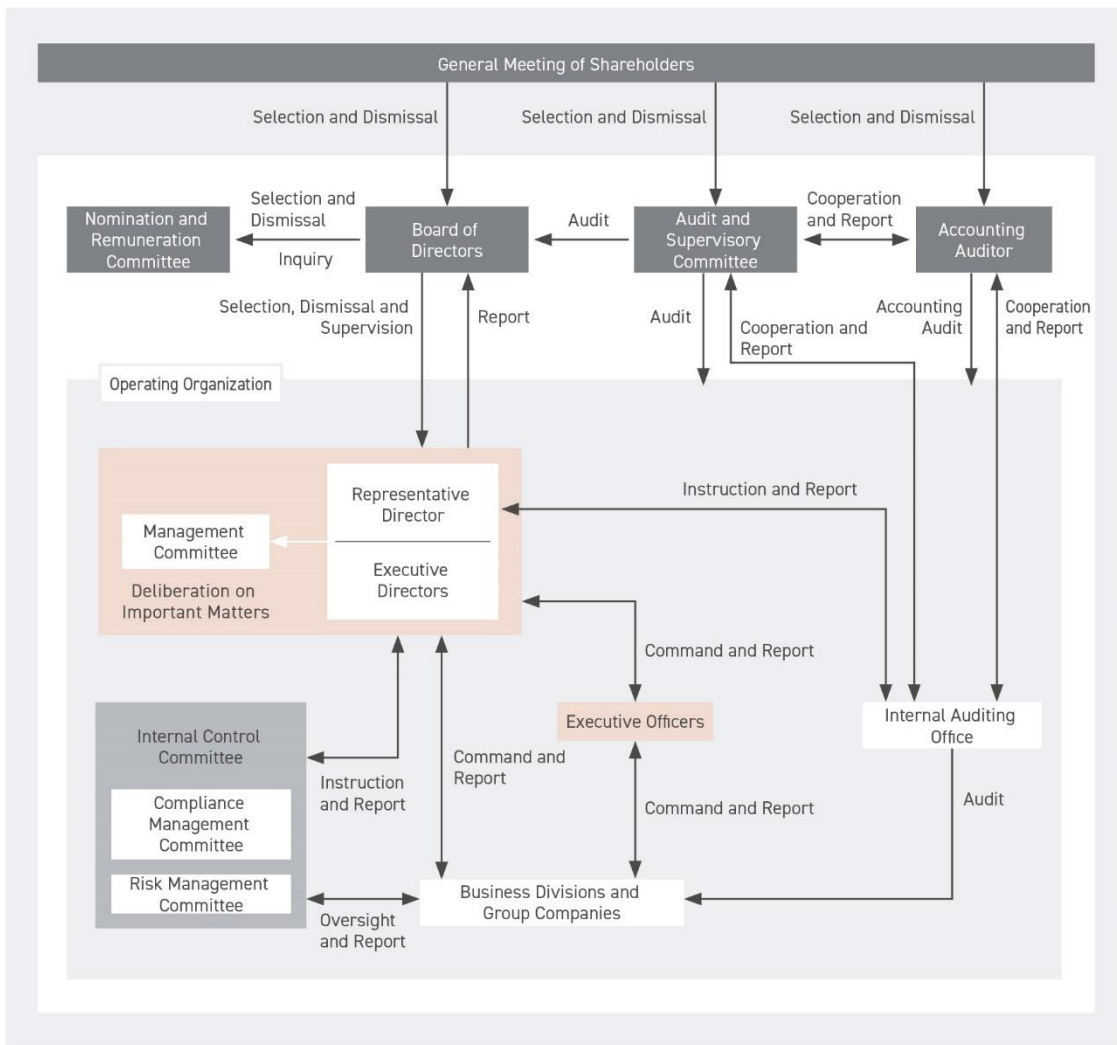 General Meeting of Shareholders
Selection and Dismissal
Selection and Dismissal
Selection and Dismissal
Nomination and
Remuneration
Committee
Selection and
Dismissal
Inquiry
Board of
Directors
Audit
Audit and
Supervisory
Committee
Cooperation
and Report
Accounting
Auditor
Selection, Dismissal and
Supervision
Report
Audit
Cooperation and
Report
Accounting
Audit
Cooperation
and Report
Operating Organization
Representative
Director
Executive
Directors
Management
Committee
Deliberation on
Important Matters
Instruction and Report
Command and Report
Executive Officers
Internal Auditing
Office
Internal Control
Committee
Instruction
and Report
Command and
Report
Command and Report
Audit
Compliance
Management
Committee
Risk Management
Committee
Oversight
and Report
Business Divisions and
Group Companies